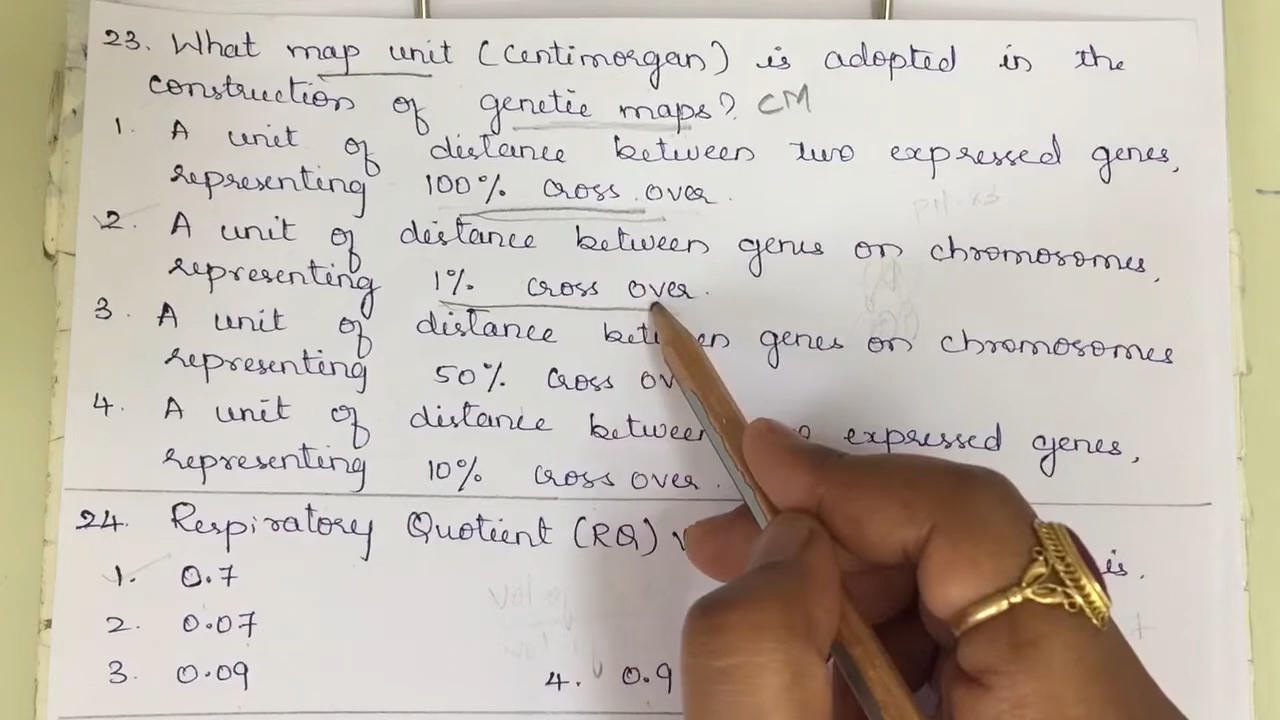 23. What map unit (Centimorgan) is adopted in the
construction of genetic maps? CM
1. A unit of distance between two expressed genes,
representing 100% cross over.
2. A unit of distance between genes on chromosomes,
representing 1% cross over.
3. A unit of distance between genes on chromosomes
representing 50% cross
4. A unit of distance between expressed genes,
representing 10% cross over.
24. Respiratory Quotient (RQ) is.
1. 0.7
2. 0.07
3. 0.09 4. 0.9